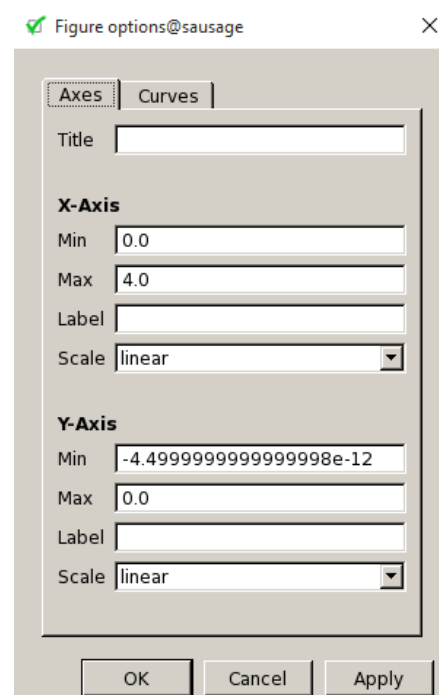 Figure options@sausage
Axes Curves
Title
X-Axis
Min 0.0
Max 4.0
Label
Scale linear
Y-Axis
Min -4.4999999999999998e-12
Max 0.0
Label
Scale linear
OK Cancel Apply